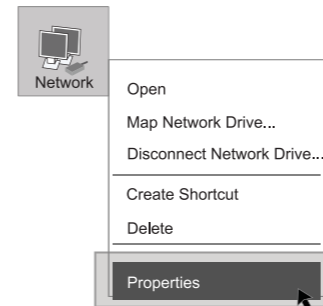 Network
Open
Map Network Drive...
Disconnect Network Drive...
Create Shortcut
Delete
Properties